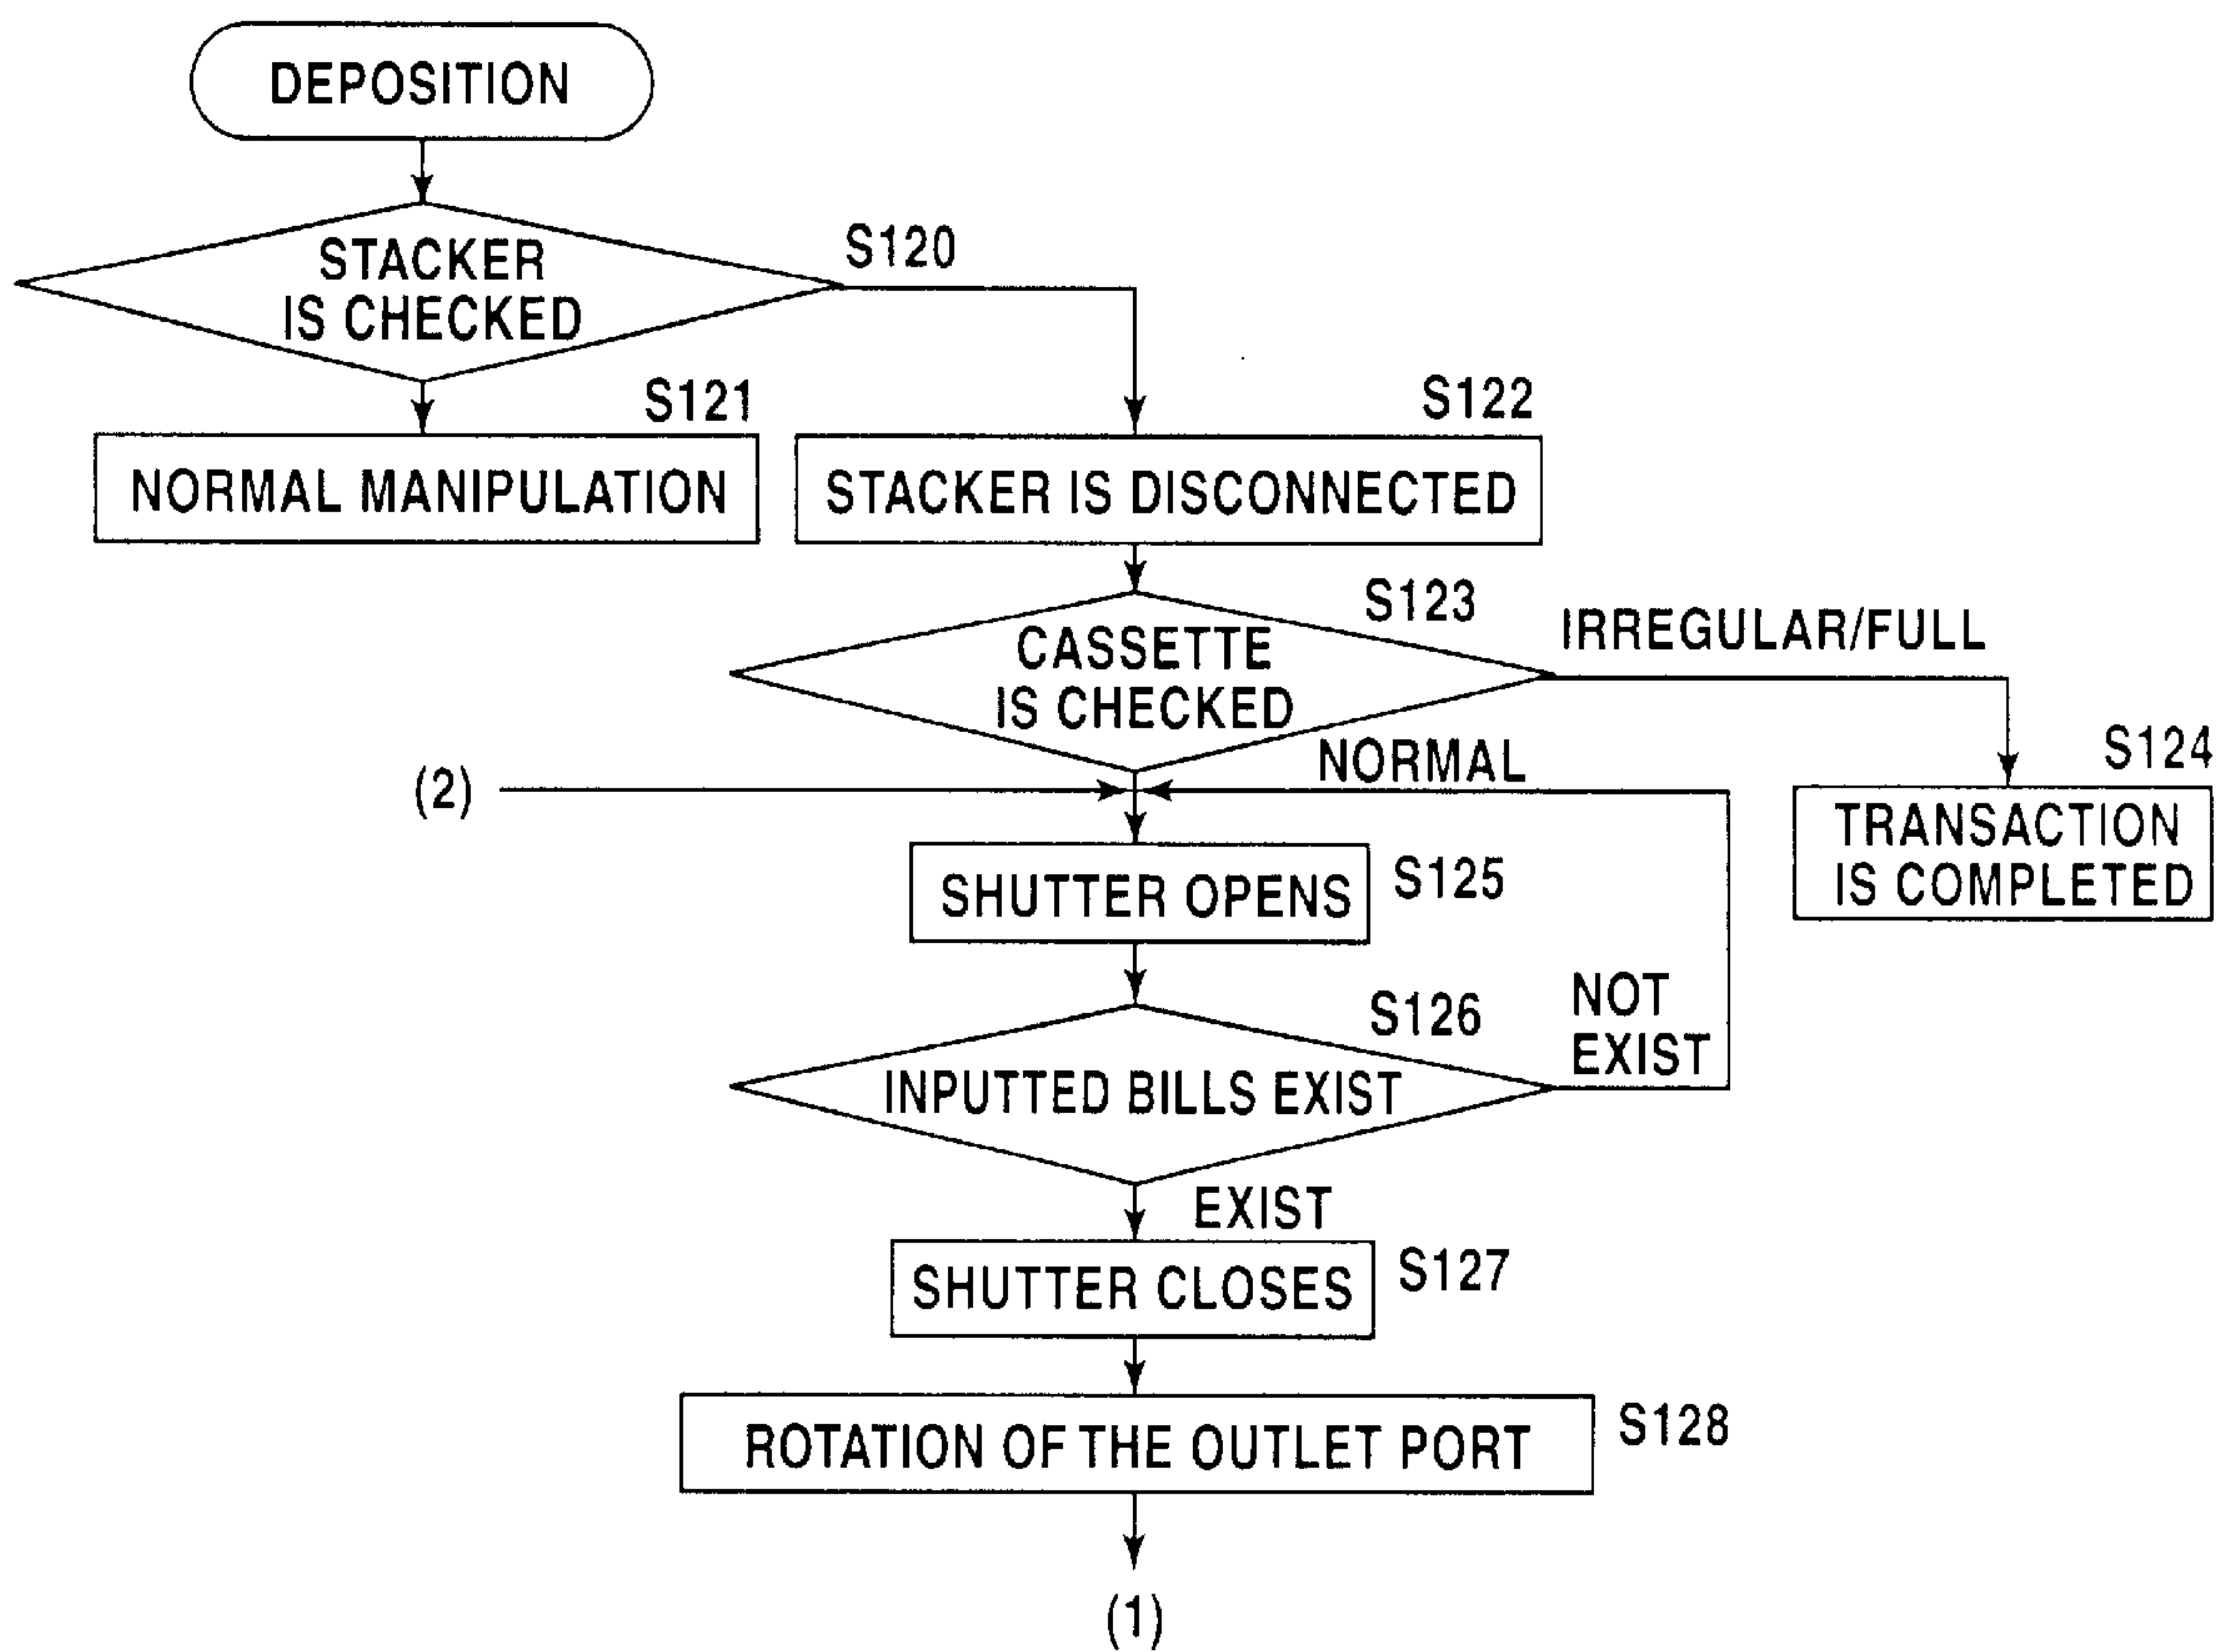 DEPOSITION
STACKER
IS CHECKED
S120
S121
NORMAL MANIPULATION
S122
STACKER IS DISCONNECTED
S123
CASSETTE
IS CHECKED
IRREGULAR/FULL
NORMAL
(2)
S124
TRANSACTION
IS COMPLETED
SHUTTER OPENS
S125
S126
NOT
EXIST
INPUTTED BILLS EXIST
EXIST
SHUTTER CLOSES
S127
ROTATION OF THE OUTLET PORT
S128
(1)